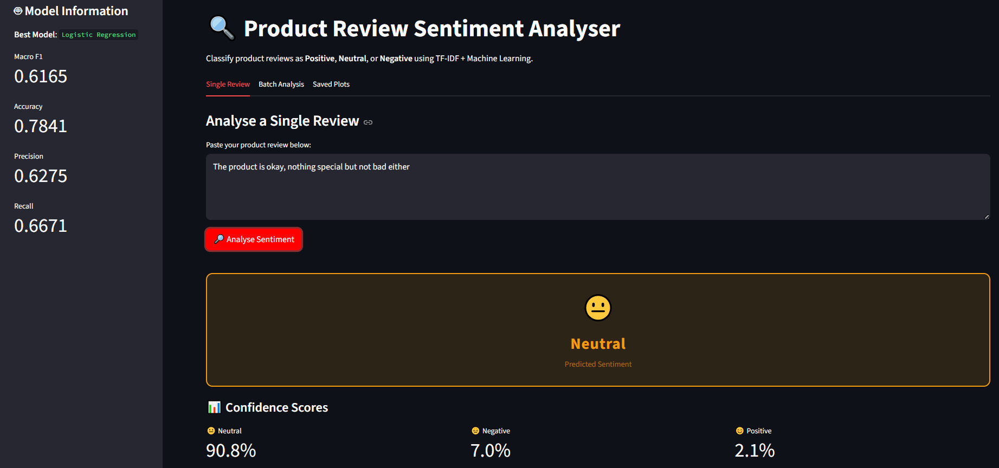 Model Information
Best Model: Logistic Regression
Macro F1
0.6165
Accuracy
0.7841
Precision
0.6275
Recall
0.6671
Product Review Sentiment Analyser
Classify product reviews as Positive, Neutral, or Negative using TF-IDF + Machine Learning.
Single Review Batch Analysis Saved Plots
Analyse a Single Review
Paste your product review below:
The product is okay, nothing special but not bad either
Analyse Sentiment
Neutral
Predicted Sentiment
Confidence Scores
Neutral Negative Positive
90.8% 7.0% 2.1%